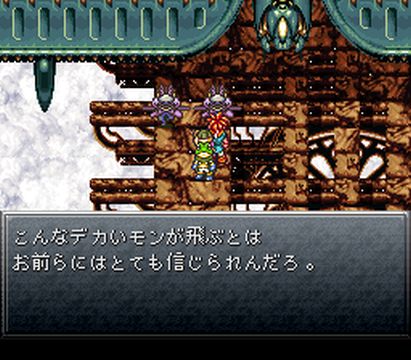 こんなデカいモンが飛ぶとは
お前らにはとても信じられんだろ。